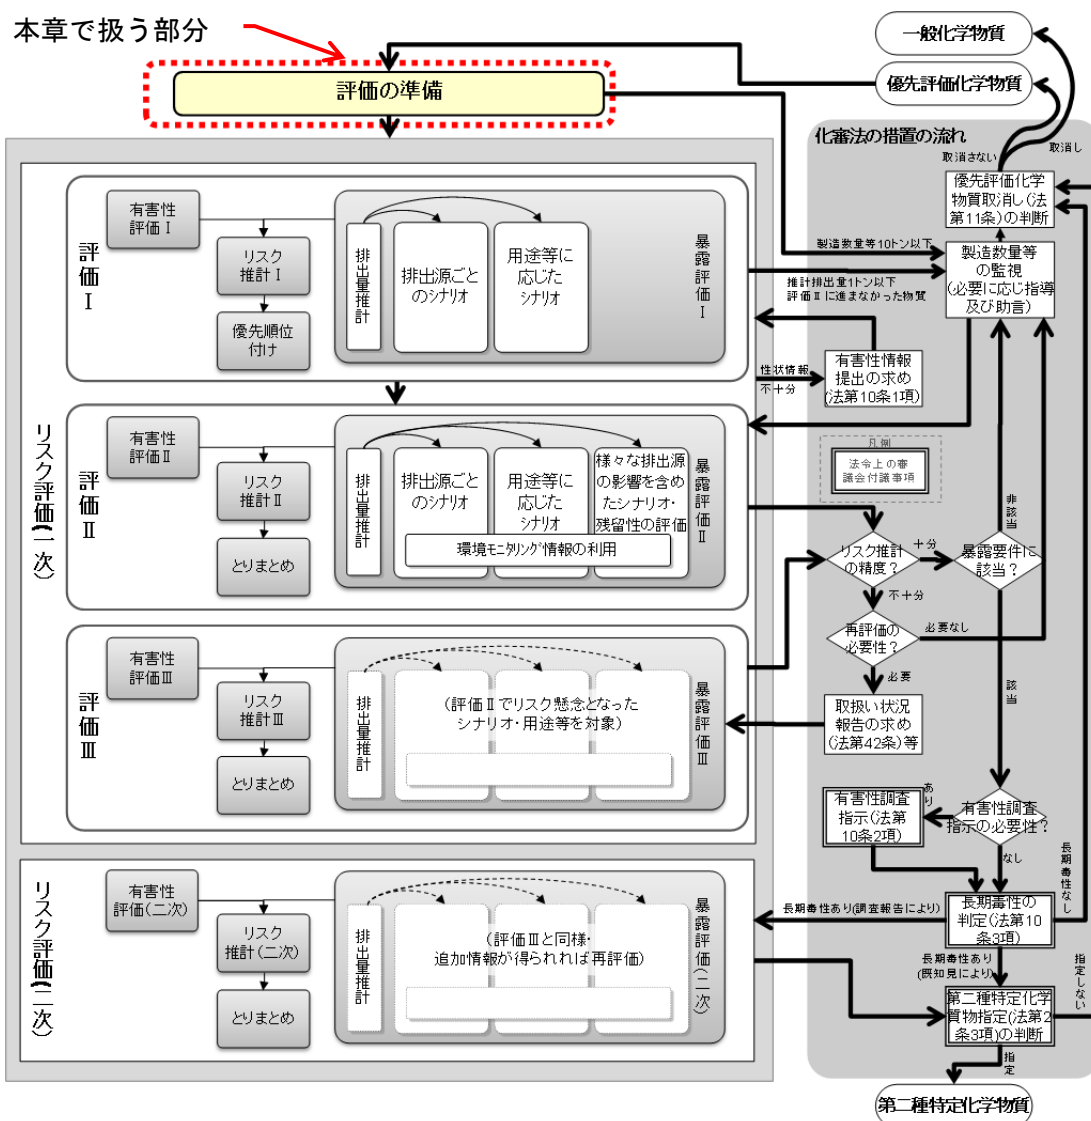 本章で扱う部分
評価の準備
一般化学物質
優先評価化学物質
化審法の措置の流れ
取消さない
取消し
優先評価化学
物質取消し(法
第11条)の判断
製造数量等10トン以下
製造数量等
の監視
(必要に応じ指導
及び助言)
推計排出量1トン以下
評価Ⅱに進まなかった物質
性状情報
不十分
有害性情報
提出の求め
(法第10条1項)
凡例
法令上の審
議会付議事項
リスク評価(一次)
評価Ⅰ
有害性
評価Ⅰ
リスク
推計Ⅰ
優先順位
付け
排出量推計
排出源ごと
のシナリオ
用途等に
応じた
シナリオ
暴露評価Ⅰ
評価Ⅱ
有害性
評価Ⅱ
リスク
推計Ⅱ
とりまとめ
排出量推計
排出源ごと
のシナリオ
用途等に
応じた
シナリオ
様々な排出源
の影響を含め
たシナリオ・
残留性の評価
環境モニタリング情報の利用
暴露評価Ⅱ
リスク推計
の精度?
十分
不十分
暴露要件に
該当?
非該当
該当
再評価の
必要性?
必要なし
必要
取扱い状況
報告の求め
(法第42条)等
評価Ⅲ
有害性
評価Ⅲ
リスク
推計Ⅲ
とりまとめ
排出量推計
(評価Ⅱでリスク懸念となった
シナリオ・用途等を対象)
暴露評価Ⅲ
有害性調査
指示(法第
10条2項)
あり
有害性調査
指示の必要性?
なし
長期毒性なし
リスク評価(二次)
有害性
評価(二次)
リスク
推計(二次)
とりまとめ
排出量推計
(評価Ⅲと同様・
追加情報が得られれば再評価)
暴露評価(二次)
長期毒性あり(調査報告により)
長期毒性の
判定(法第10
条3項)
長期毒性あり
(既知見により)
指定しない
第二種特定化学
質物指定(法第2
条3項)の判断
指定
第二種特定化学物質